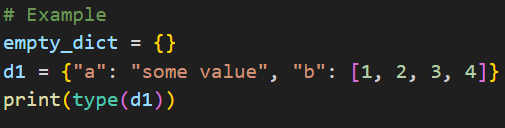 # Example
empty_dict = {}
d1 = {"a": "some value", "b": [1, 2, 3, 4]}
print(type(d1))